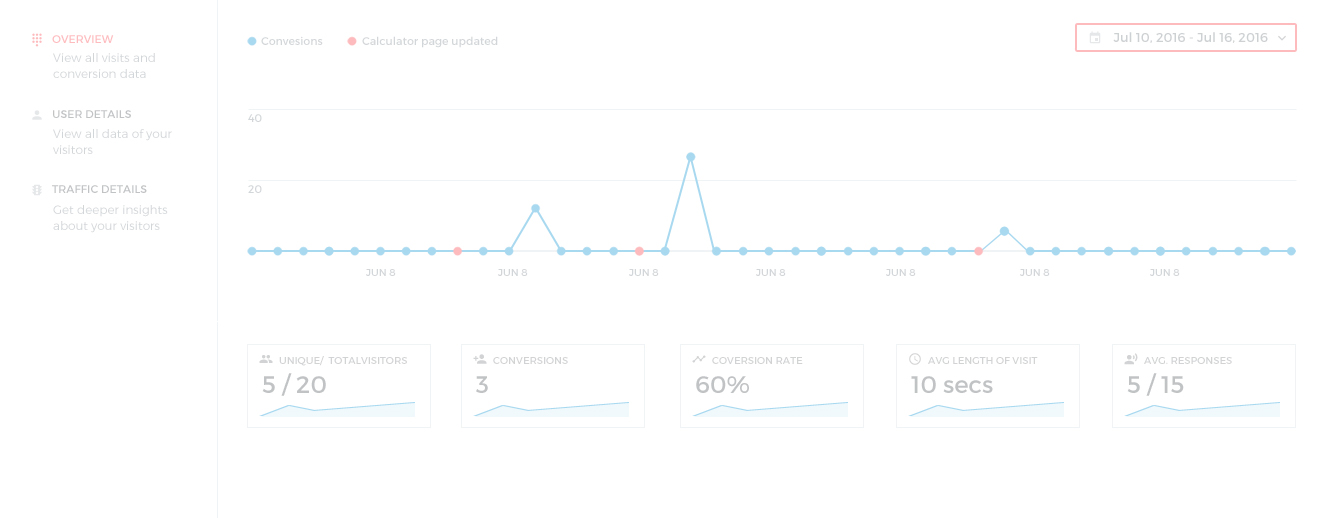 OVERVIEW
View all visits and
conversion data
USER DETAILS
View all data of your
visitors
TRAFFIC DETAILS
Get deeper insights
about your visitors
Convesions
Calculator page updated
Jul 10, 2016 - Jul 16, 2016
40
20
JUN 8 JUN 8 JUN 8 JUN 8 JUN 8 JUN 8 JUN 8
UNIQUE/ TOTALVISITORS
5 / 20
CONVERSIONS
3
COVERSION RATE
60%
AVG LENGTH OF VISIT
10 secs
AVG. RESPONSES
5 / 15